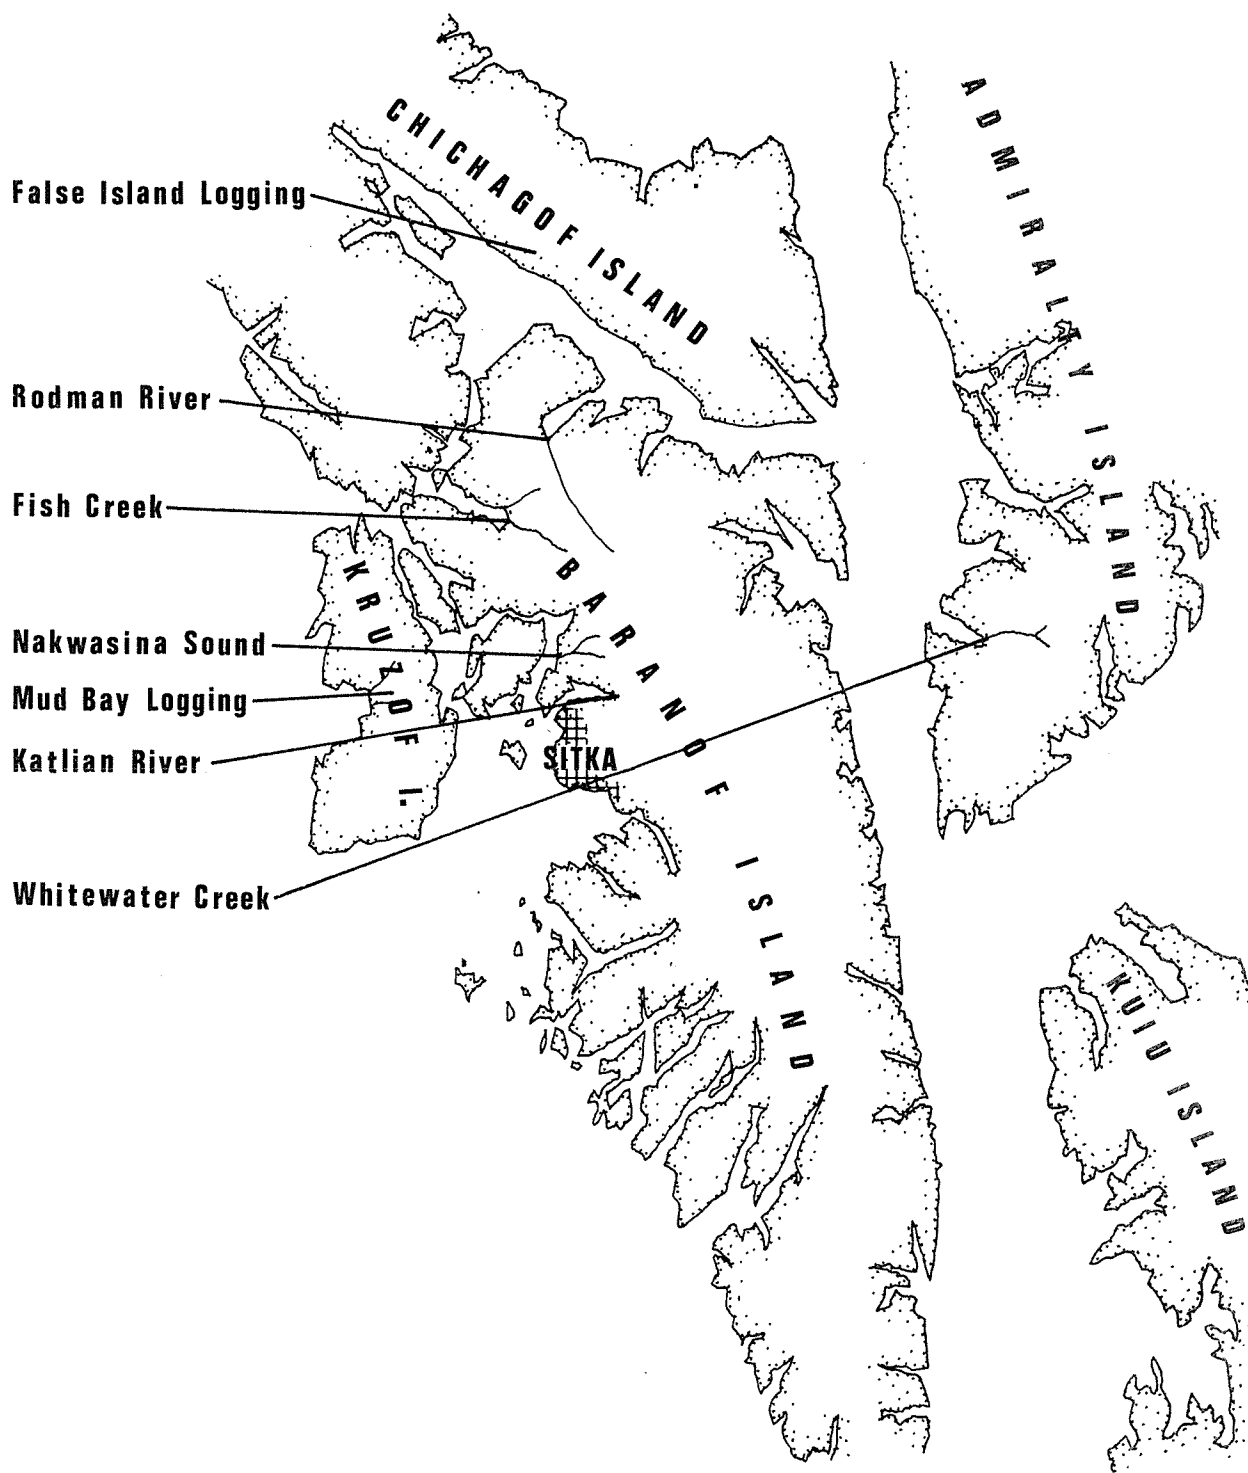 CHICHAGOF ISLAND
ADMIRALTY ISLAND
False Island Logging
Rodman River
Fish Creek
KRUZOF I.
BARANOF ISLAND
Nakwasina Sound
Mud Bay Logging
Katlian River
SITKA
Whitewater Creek
KUIU ISLAND